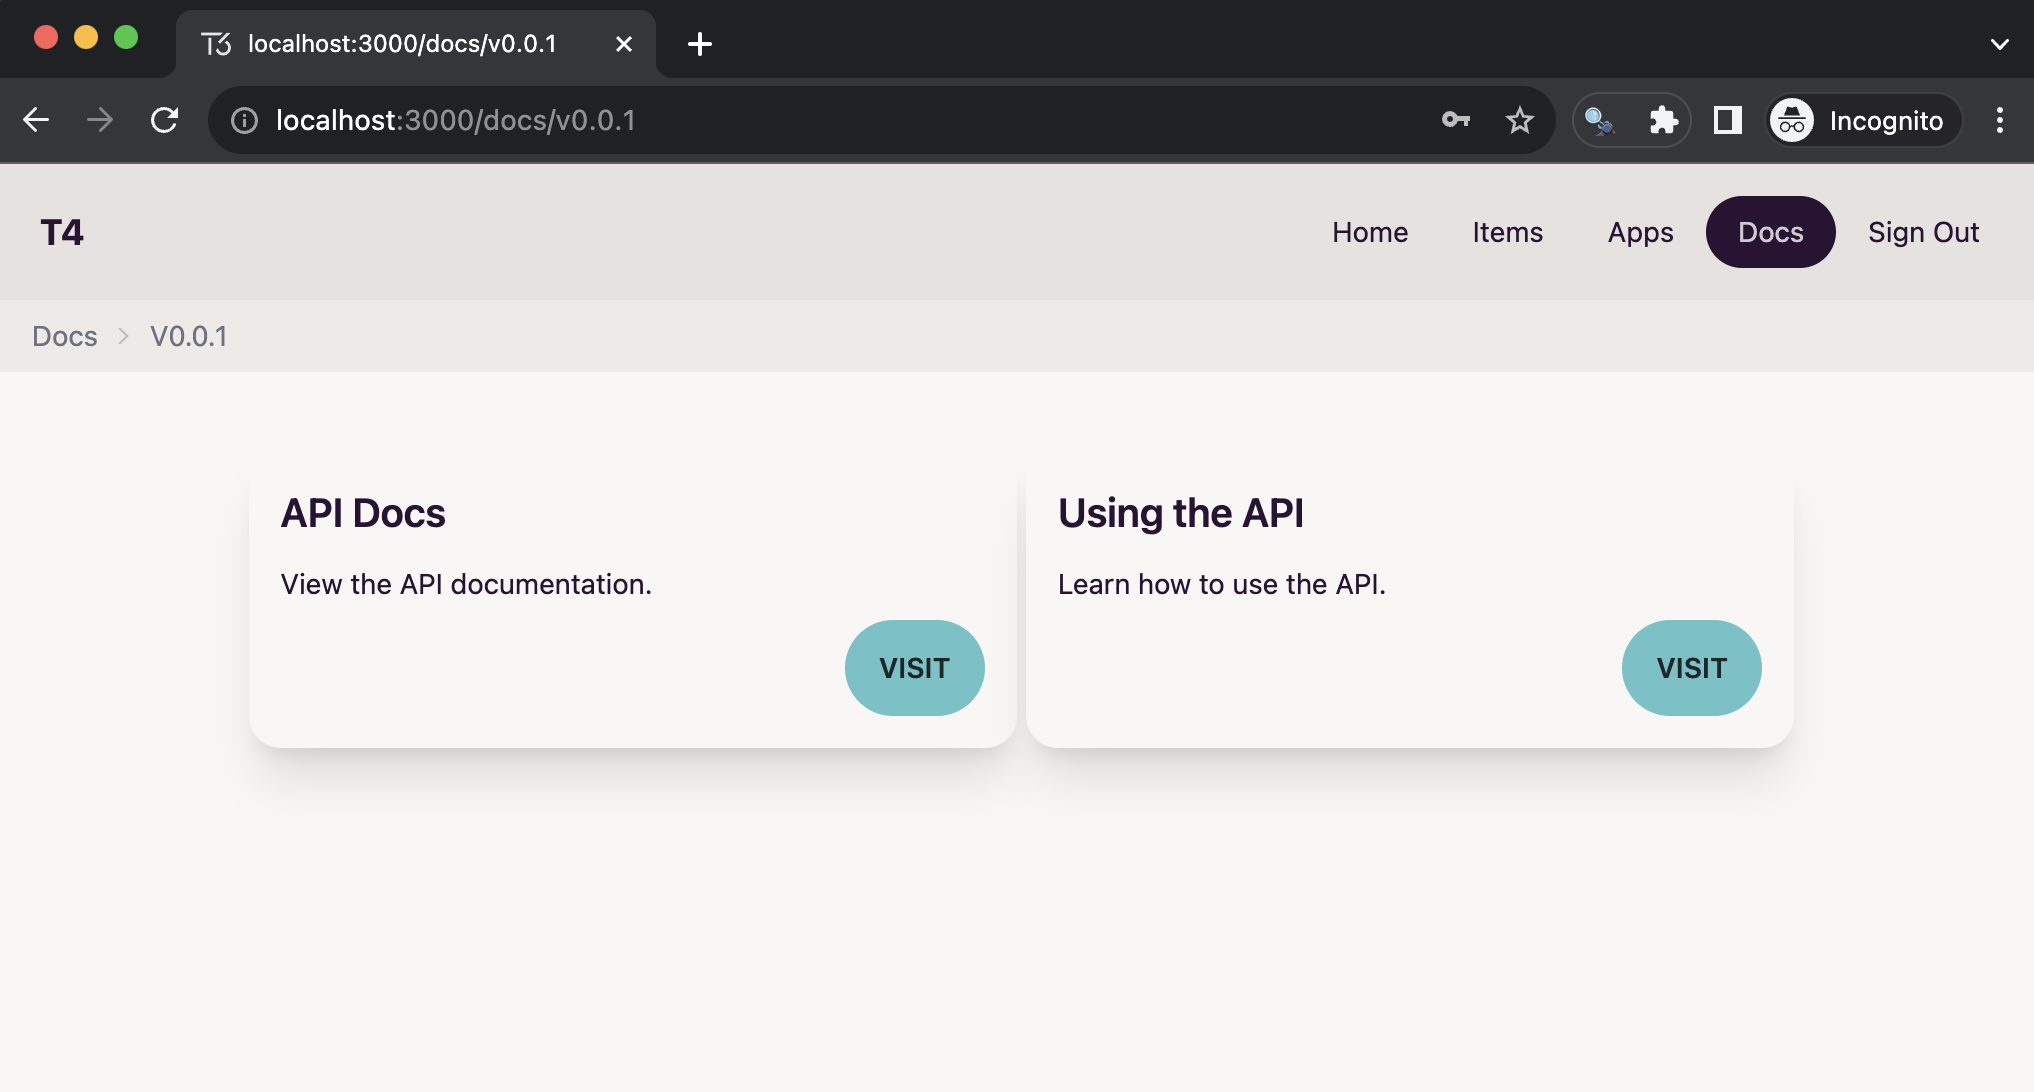 localhost:3000/docs/v0.0.1
localhost:3000/docs/v0.0.1
Incognito
T4
Home
Items
Apps
Docs
Sign Out
Docs > V0.0.1
API Docs
View the API documentation.
VISIT
Using the API
Learn how to use the API.
VISIT